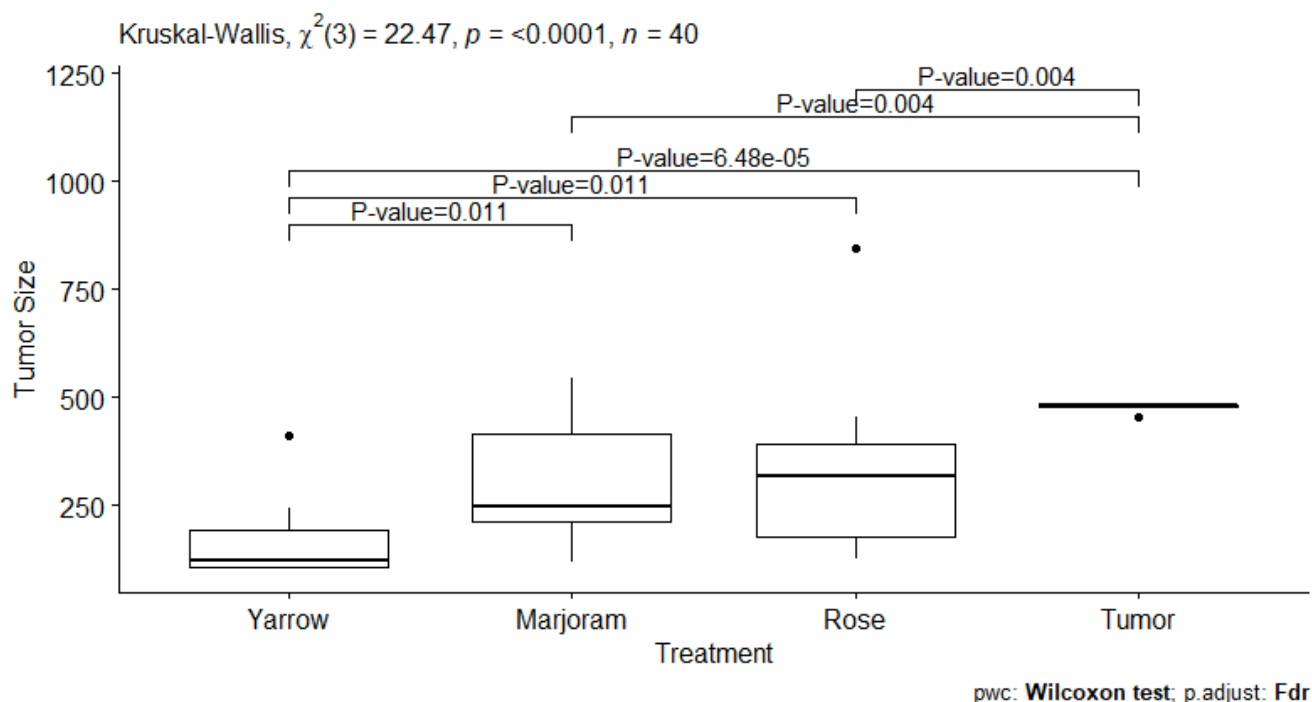 Kruskal-Wallis, χ²(3) = 22.47, p = <0.0001, n = 40
1250
1000
750
500
250
Tumor Size
P-value=0.004
P-value=0.004
P-value=6.48e-05
P-value=0.011
P-value=0.011
Yarrow Marjoram Rose Tumor
Treatment
pwc: Wilcoxon test; p.adjust: Fdr